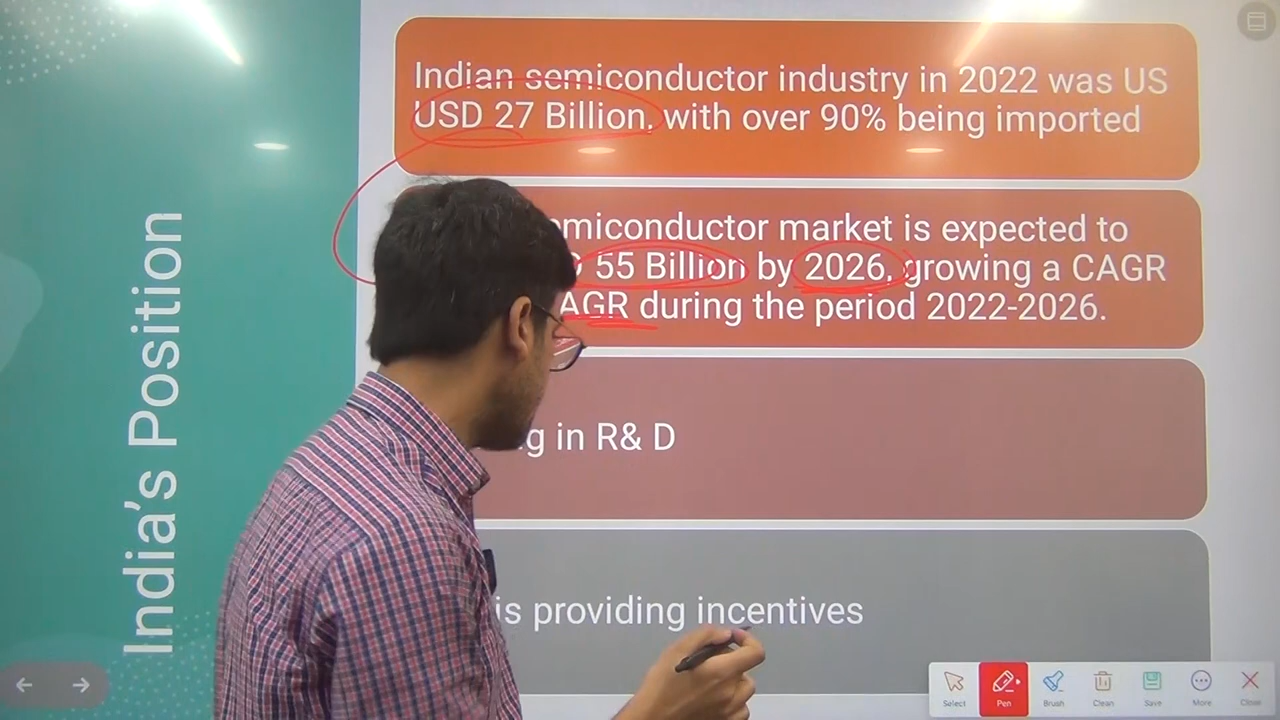 India's Position
Indian semiconductor industry in 2022 was US
USD 27 Billion, with over 90% being imported
market is expected to
55 Billion by 2026, growing a CAGR
during the period 2022-2026.
in R& D
is providing incentives
Select
Pen
Brush
Clean
Save
More
Close